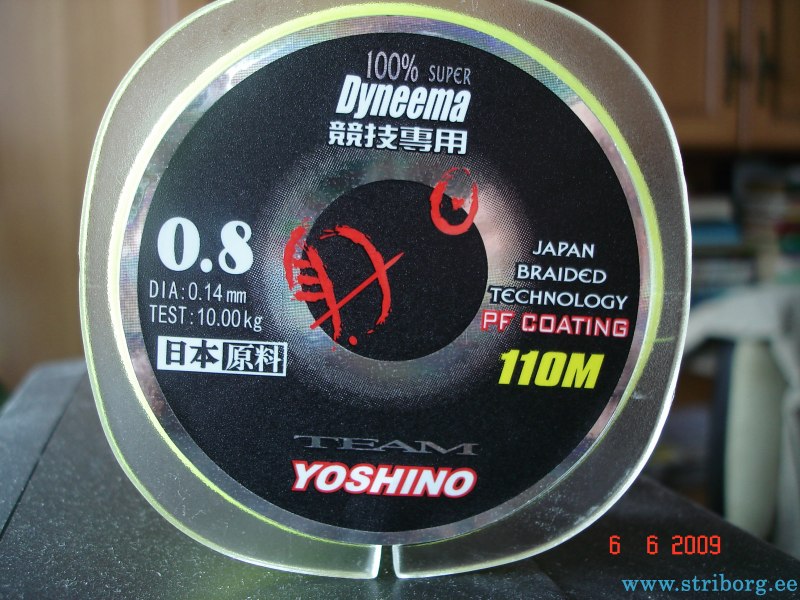 100% SUPER
Dyneema
競技專用
0.8
DIA:0.14mm
TEST:10.00kg
日本原料
JAPAN
BRAIDED
TECHNOLOGY
PF COATING
110M
TEAM
YOSHINO
6 6 2009
www.striborg.ee